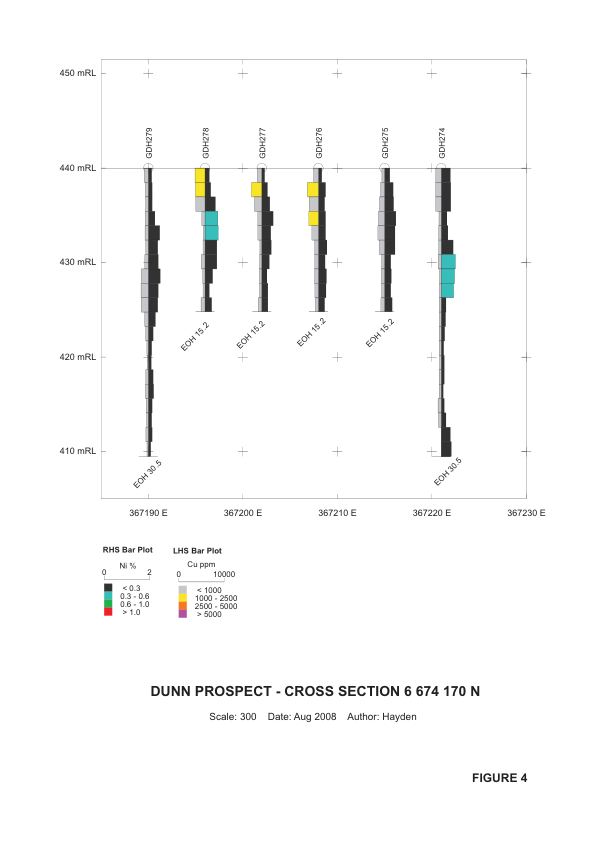 450 mRL
GDH279 GDH278 GDH277 GDH276 GDH275 GDH274
440 mRL
430 mRL
EOH 15.2 EOH 15.2 EOH 15.2 EOH 15.2
420 mRL
410 mRL
EOH 30.5 EOH 30.5
367190 E 367200 E 367210 E 367220 E 367230 E
RHS Bar Plot LHS Bar Plot
Ni % Cu ppm
0 2 0 10000
< 0.3 < 1000
0.3 - 0.6 1000 - 2500
0.6 - 1.0 2500 - 5000
> 1.0 > 5000
DUNN PROSPECT - CROSS SECTION 6 674 170 N
Scale: 300 Date: Aug 2008 Author: Hayden
FIGURE 4